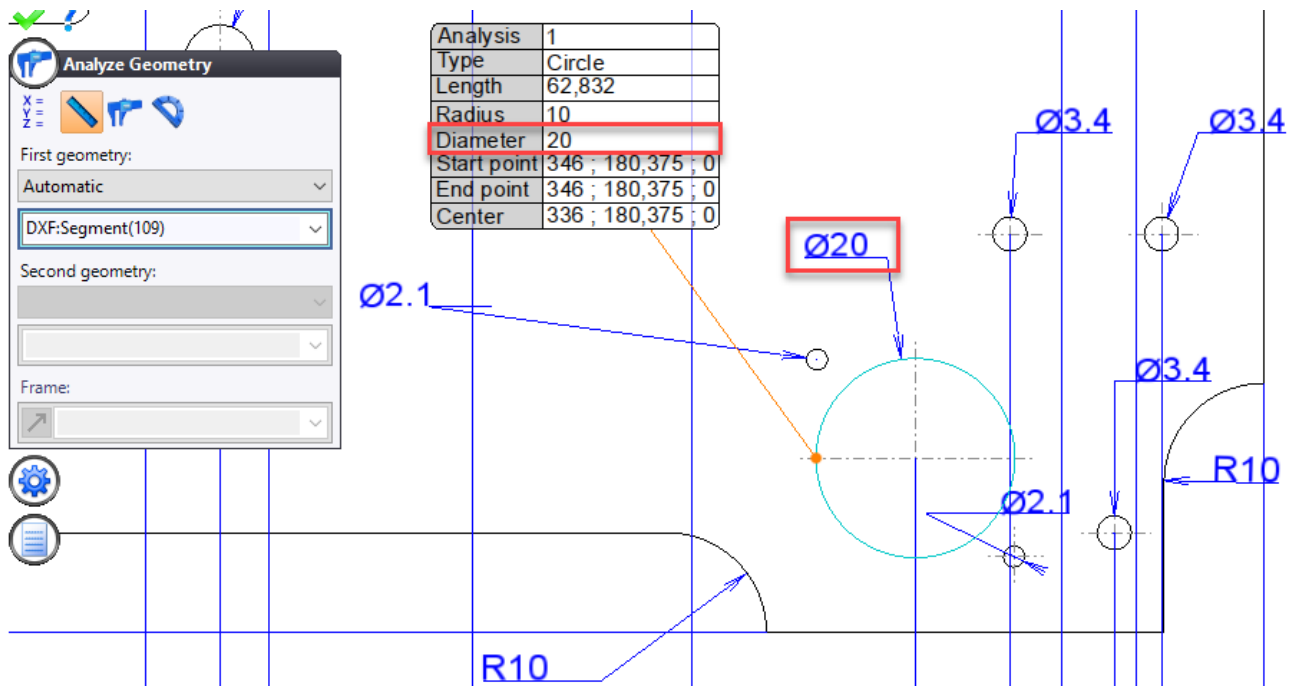 Analyze Geometry
X =
Y =
Z =
First geometry:
Automatic
DXF:Segment(109)
Second geometry:
Frame:
Analysis 1
Type Circle
Length 62,832
Radius 10
Diameter 20
Start point 346 ; 180,375 ; 0
End point 346 ; 180,375 ; 0
Center 336 ; 180,375 ; 0
Ø3.4
Ø3.4
Ø20
Ø2.1
Ø3.4
R10
Ø2.1
R10